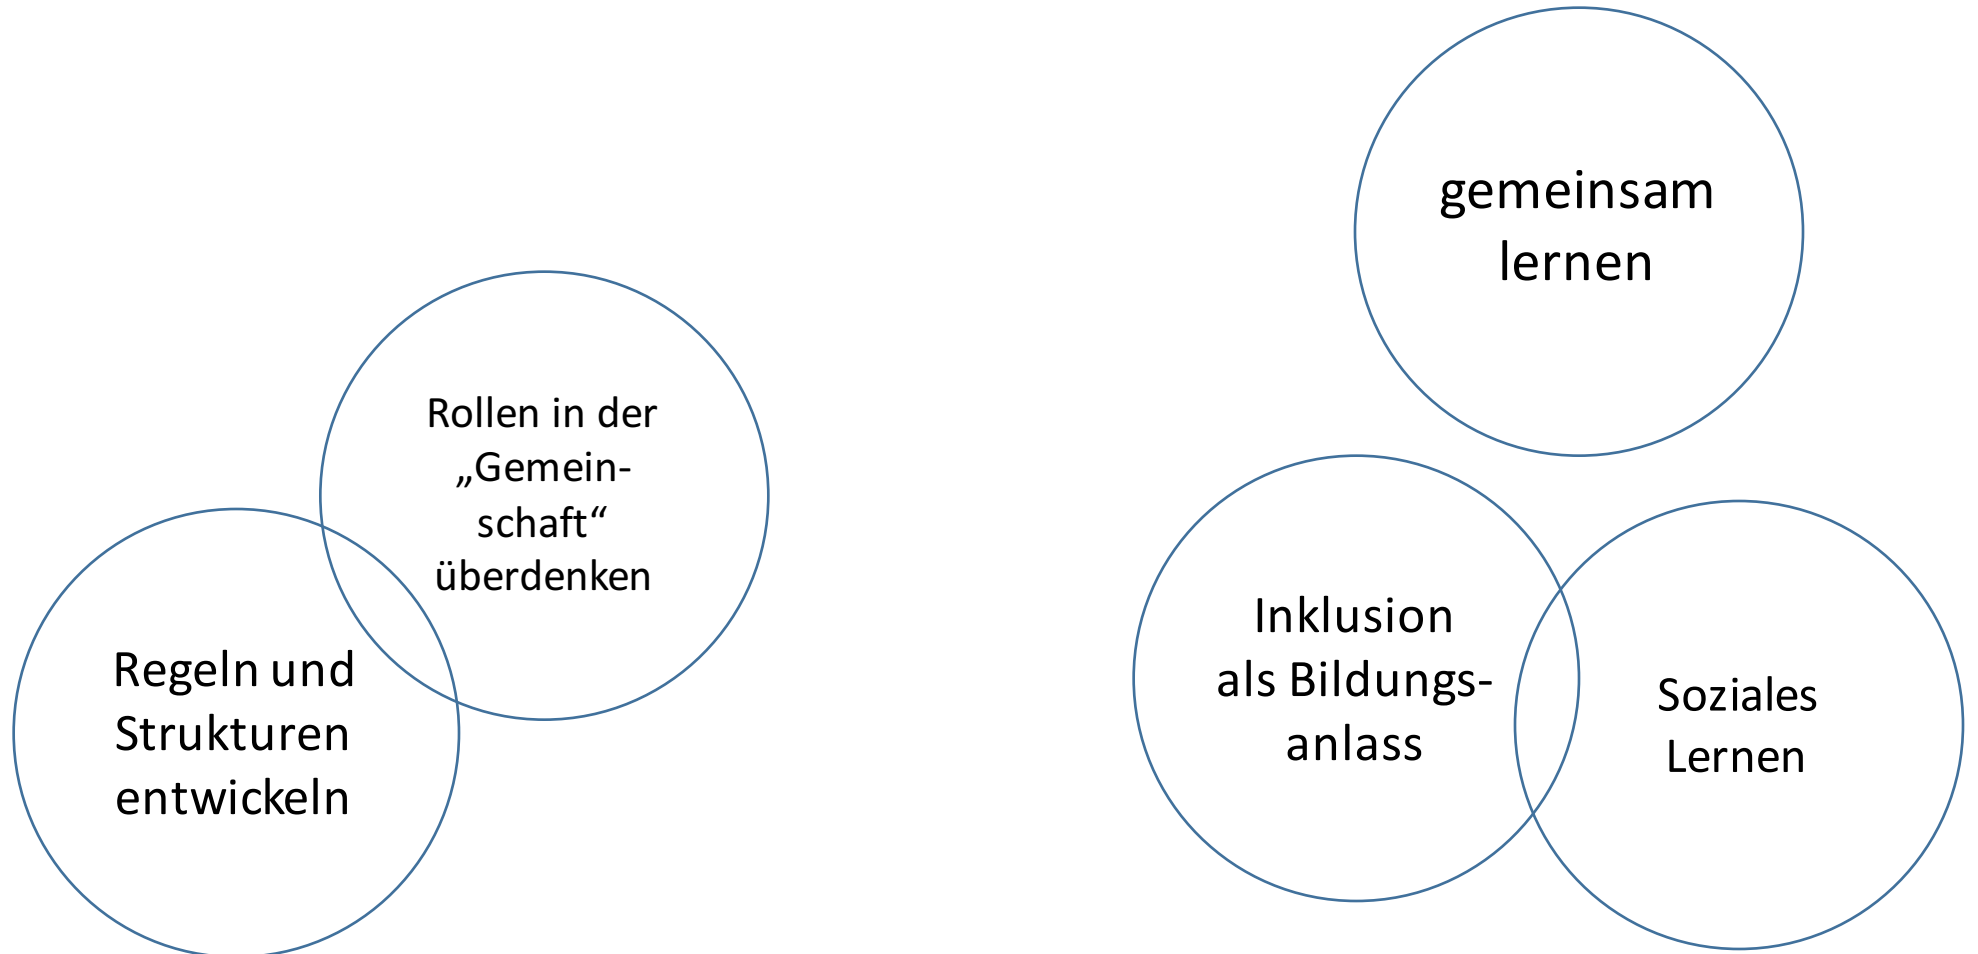 gemeinsam
lernen
Rollen in der
„Gemein-
schaft“
überdenken
Regeln und
Strukturen
entwickeln
Inklusion
als Bildungs-
anlass
Soziales
Lernen